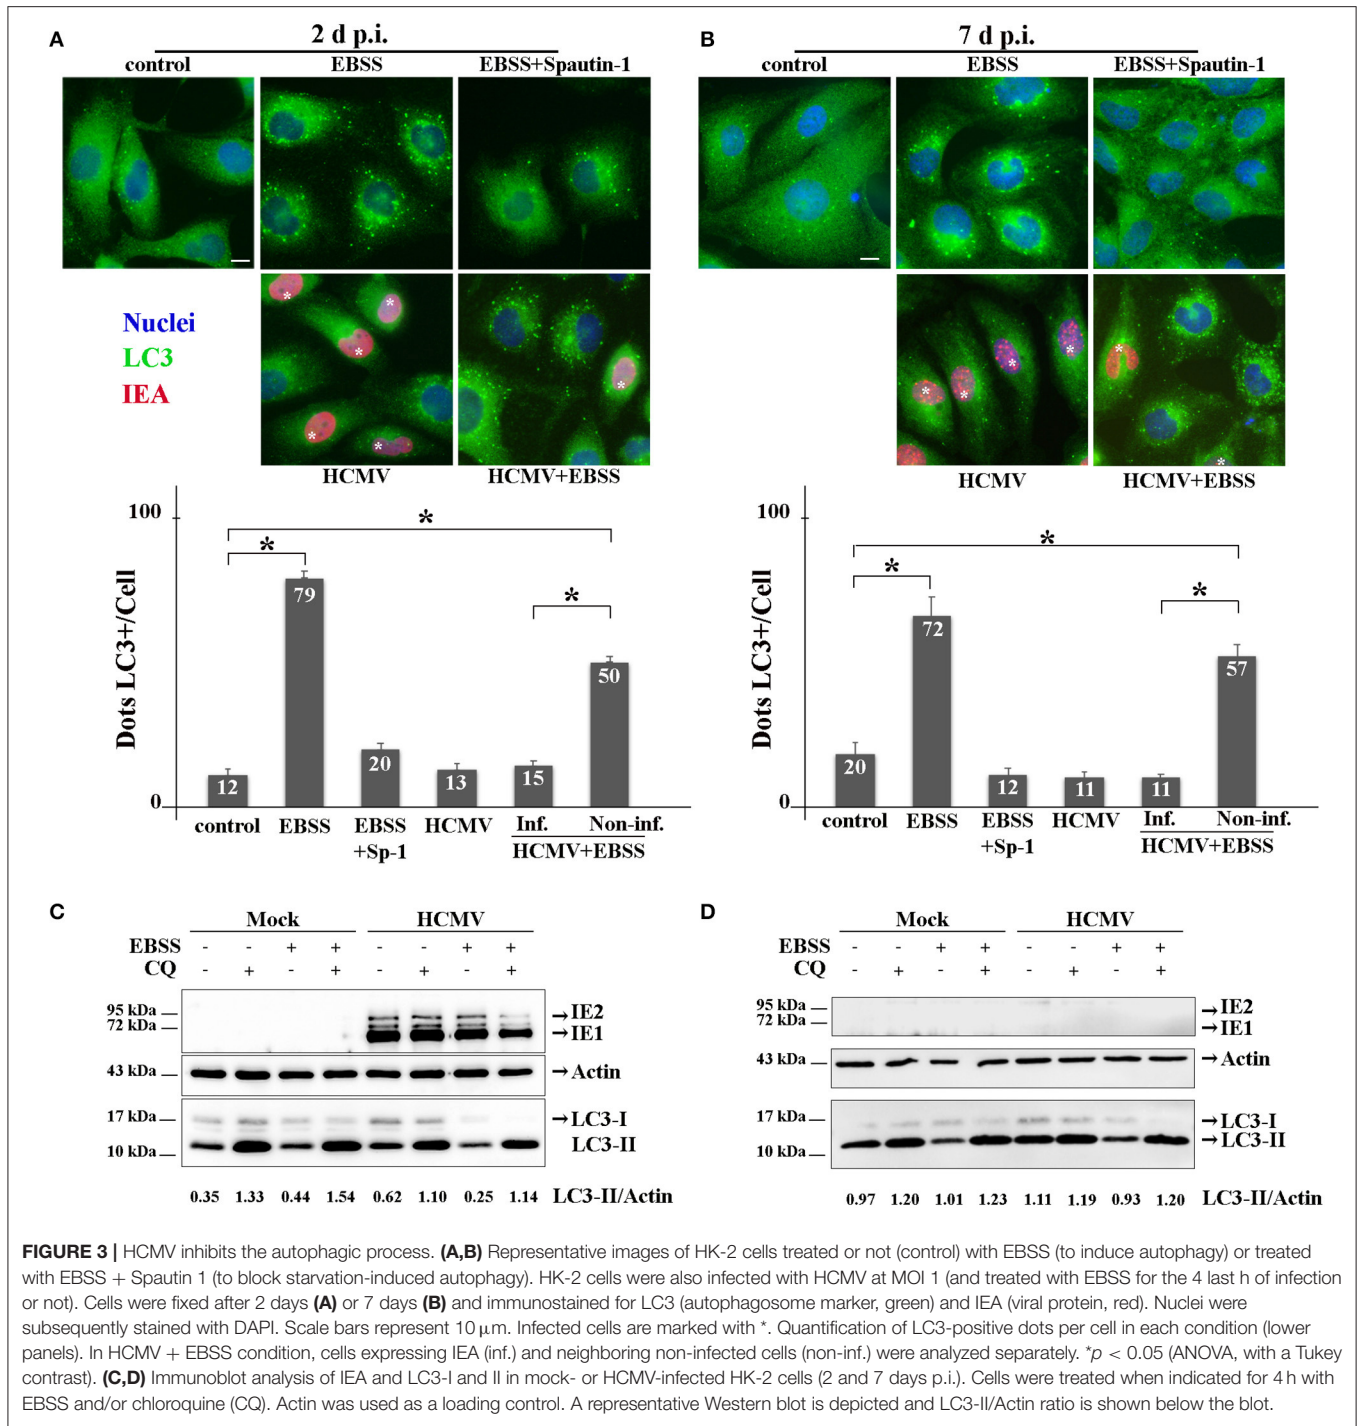 A
2 d p.i.
control EBSS EBSS+Spautin-1
Nuclei
LC3
IEA
* * * * * *
HCMV HCMV+EBSS
100
Dots LC3+/Cell
0
* * *
12 79 20 13 15 50
control EBSS EBSS HCMV Inf. Non-inf.
+Sp-1 HCMV+EBSS
B
7 d p.i.
control EBSS EBSS+Spautin-1
* * * * * *
HCMV HCMV+EBSS
100
Dots LC3+/Cell
0
* * *
20 72 12 11 11 57
control EBSS EBSS HCMV Inf. Non-inf.
+Sp-1 HCMV+EBSS
C
Mock HCMV
EBSS - - + + - - + +
CQ - + - + - + - +
95 kDa →IE2
72 kDa →IE1
43 kDa →Actin
17 kDa →LC3-I
10 kDa LC3-II
0.35 1.33 0.44 1.54 0.62 1.10 0.25 1.14 LC3-II/Actin
D
Mock HCMV
EBSS - - + + - - + +
CQ - + - + - + - +
95 kDa →IE2
72 kDa →IE1
43 kDa →Actin
17 kDa →LC3-I
10 kDa →LC3-II
0.97 1.20 1.01 1.23 1.11 1.19 0.93 1.20 LC3-II/Actin
FIGURE 3 | HCMV inhibits the autophagic process. (A,B) Representative images of HK-2 cells treated or not (control) with EBSS (to induce autophagy) or treated
with EBSS + Spautin 1 (to block starvation-induced autophagy). HK-2 cells were also infected with HCMV at MOI 1 (and treated with EBSS for the 4 last h of infection
or not). Cells were fixed after 2 days (A) or 7 days (B) and immunostained for LC3 (autophagosome marker, green) and IEA (viral protein, red). Nuclei were
subsequently stained with DAPI. Scale bars represent 10 μm. Infected cells are marked with *. Quantification of LC3-positive dots per cell in each condition (lower
panels). In HCMV + EBSS condition, cells expressing IEA (inf.) and neighboring non-infected cells (non-inf.) were analyzed separately. *p < 0.05 (ANOVA, with a Tukey
contrast). (C,D) Immunoblot analysis of IEA and LC3-I and II in mock- or HCMV-infected HK-2 cells (2 and 7 days p.i.). Cells were treated when indicated for 4 h with
EBSS and/or chloroquine (CQ). Actin was used as a loading control. A representative Western blot is depicted and LC3-II/Actin ratio is shown below the blot.